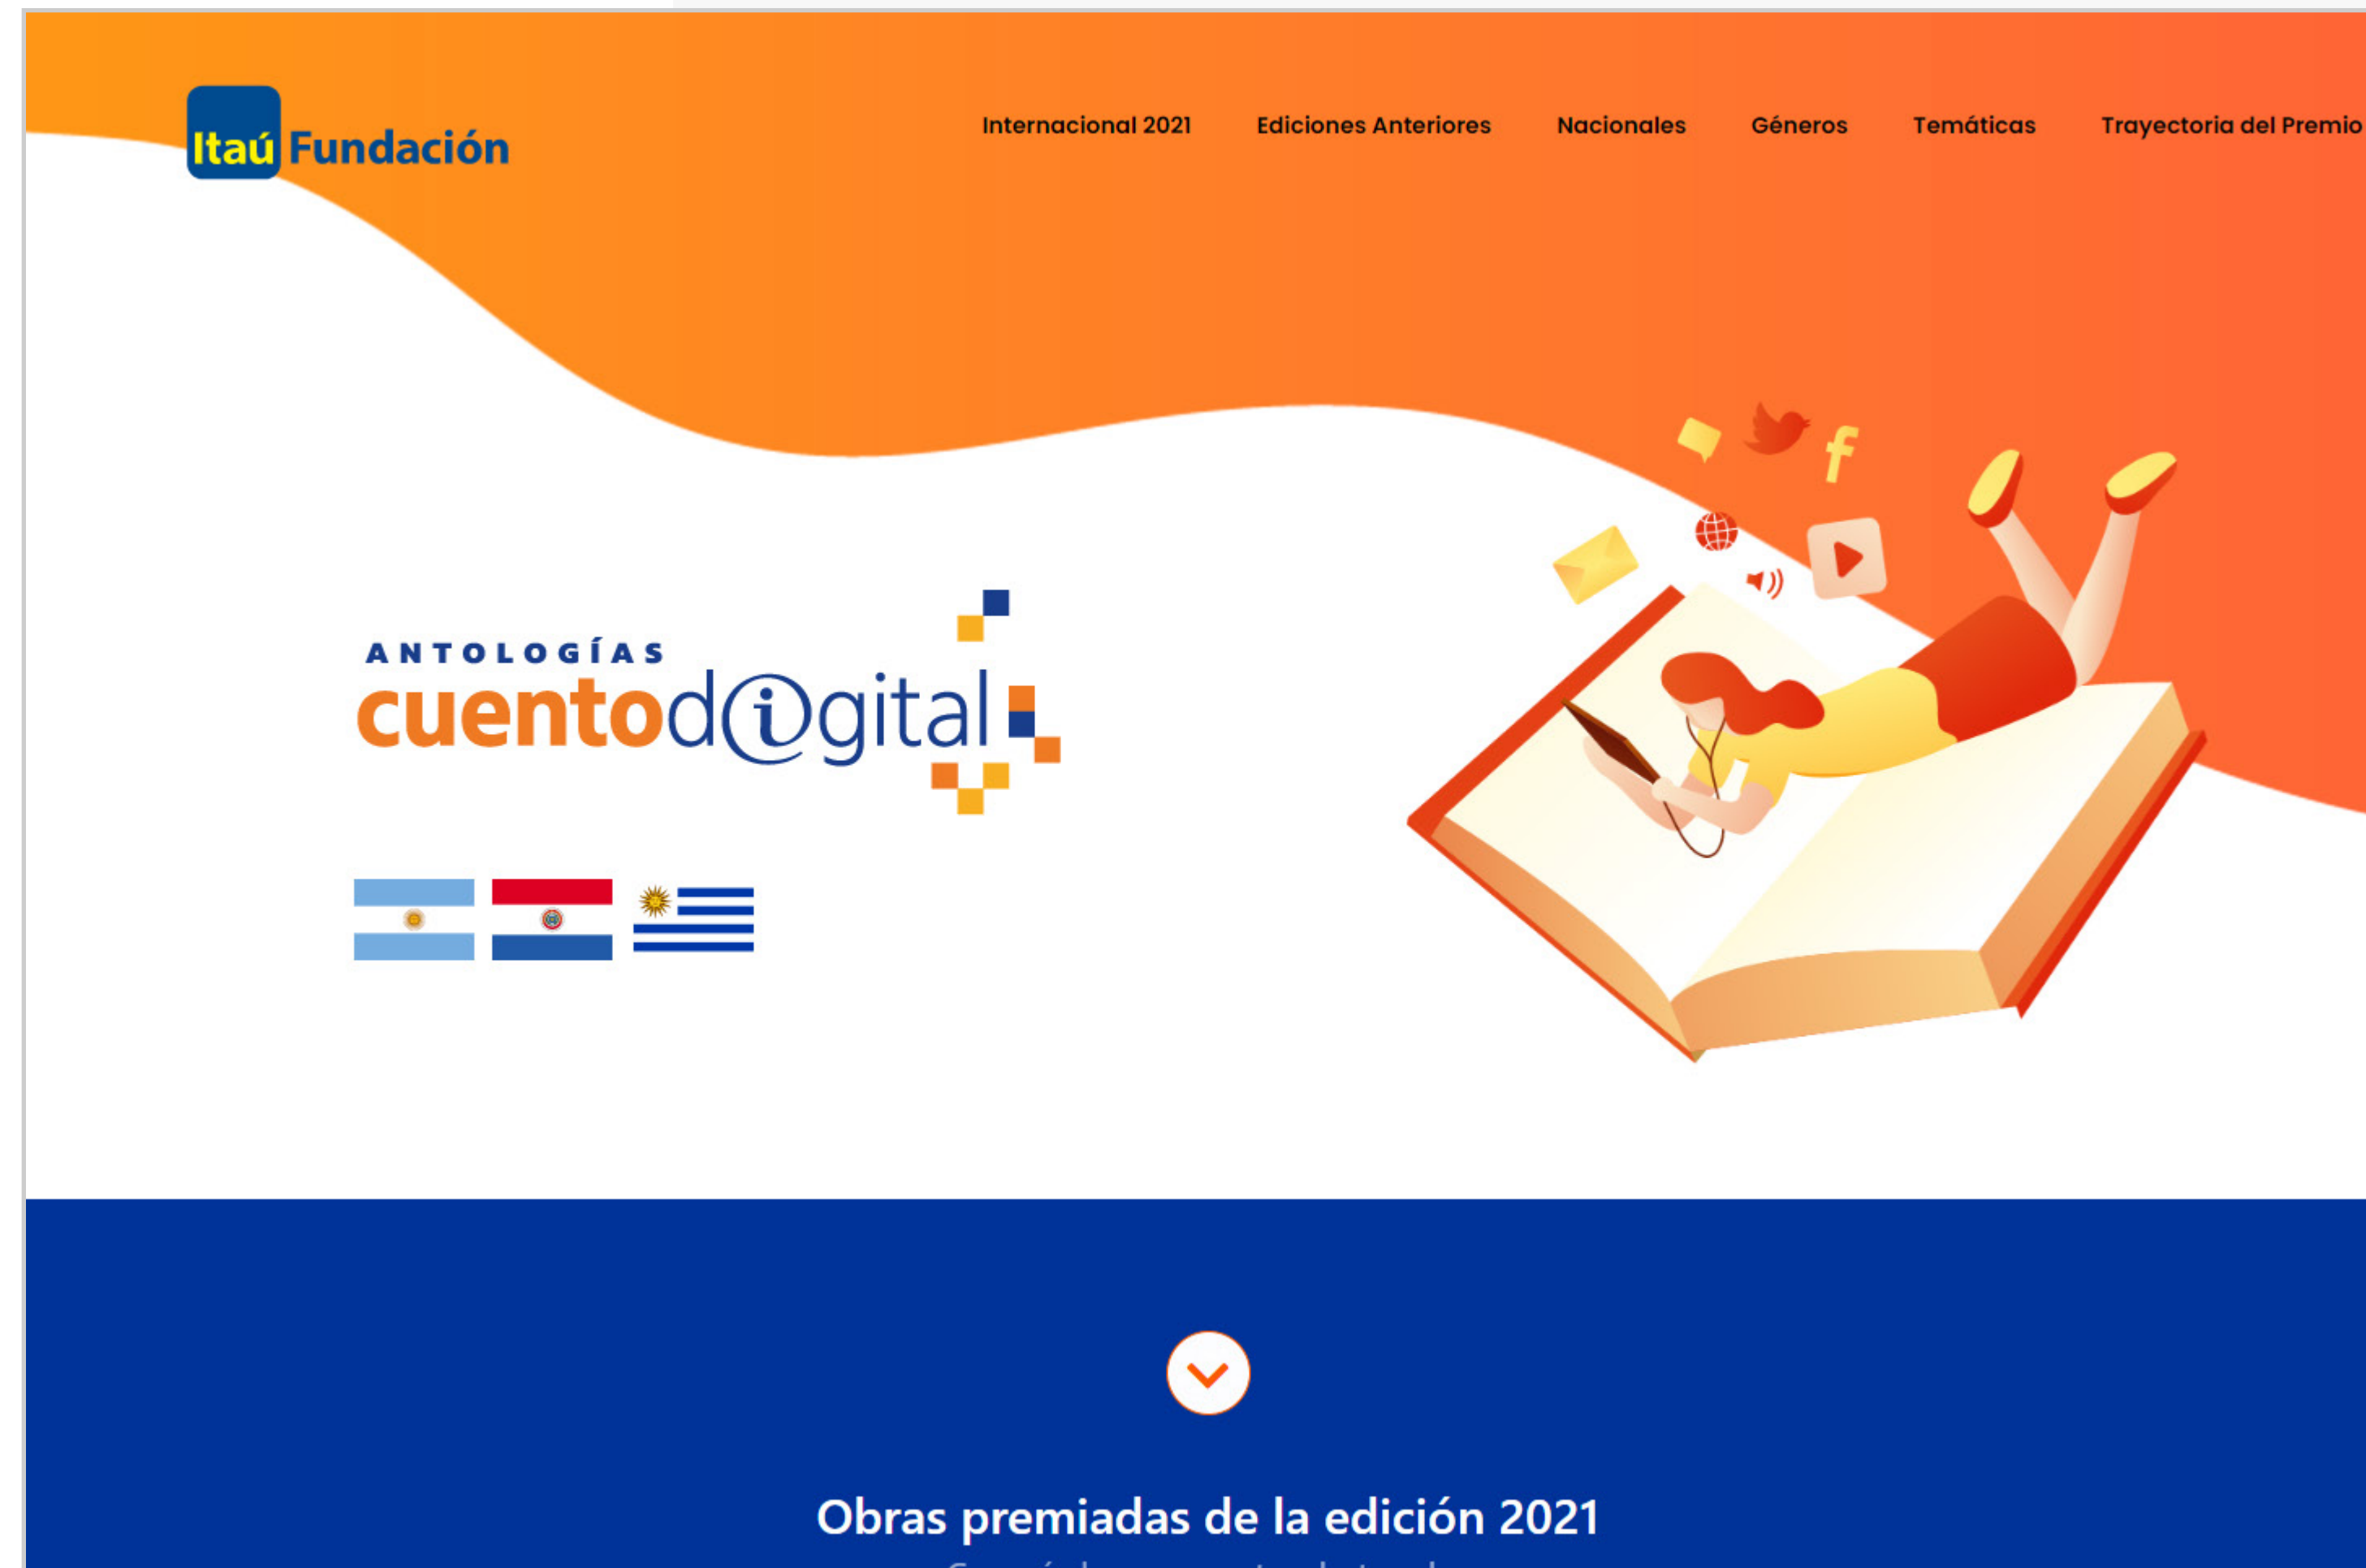 Itaú Fundación
Internacional 2021 Ediciones Anteriores Nacionales Géneros Temáticas Trayectoria del Premio
ANTOLOGÍAS
cuentodigital
Obras premiadas de la edición 2021